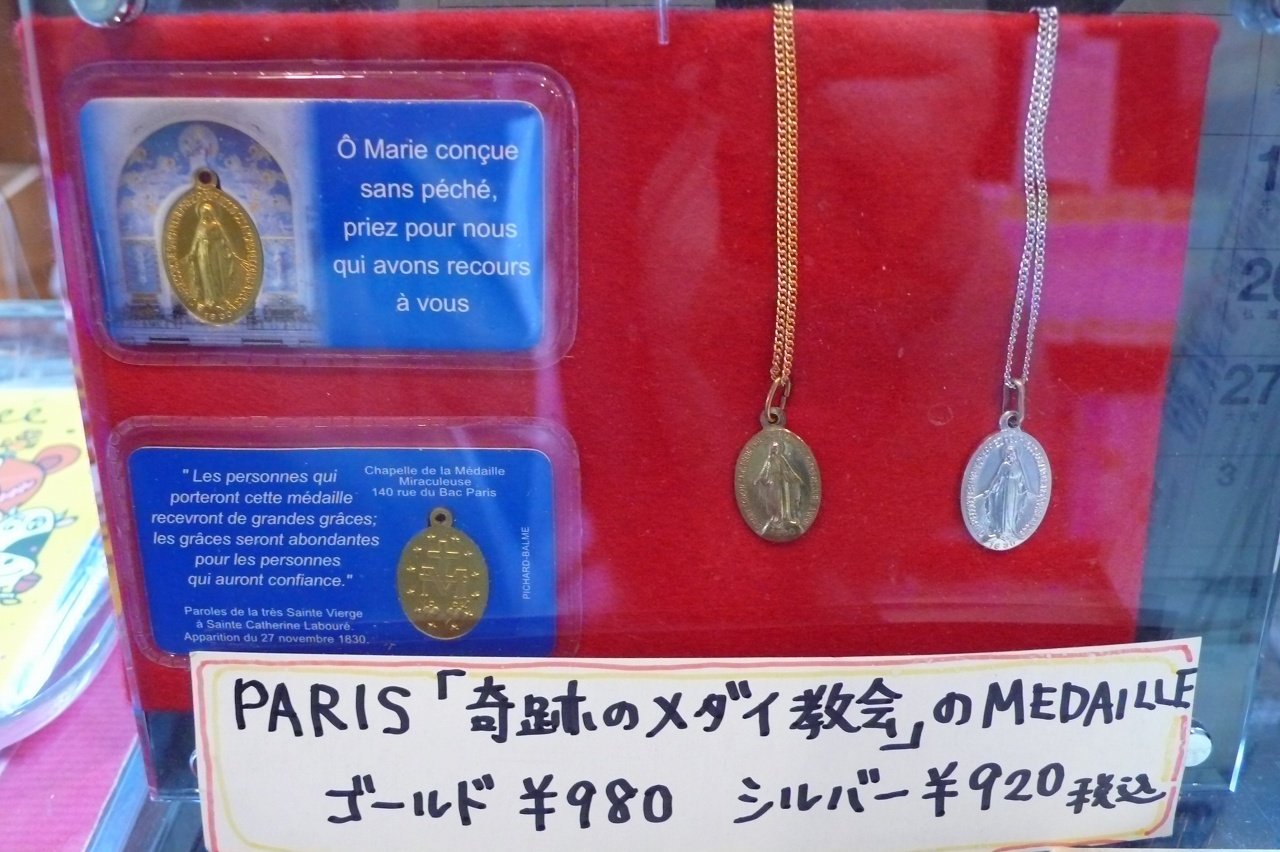 Ô Marie conçue
sans péché,
priez pour nous
qui avons recours
à vous
" Les personnes qui
porteront cette médaille
recevront de grandes grâces;
les grâces seront abondantes
pour les personnes
qui auront confiance."
Paroles de la très Sainte Vierge
à Sainte Catherine Labouré.
Apparition du 27 novembre 1830.
Chapelle de la Médaille
Miraculeuse
140 rue du Bac Paris
PICHARD-BALME
PARIS「奇跡のメダイ教会」のMEDAILLE
ゴールド ¥980 シルバー ¥920 税込
27
3